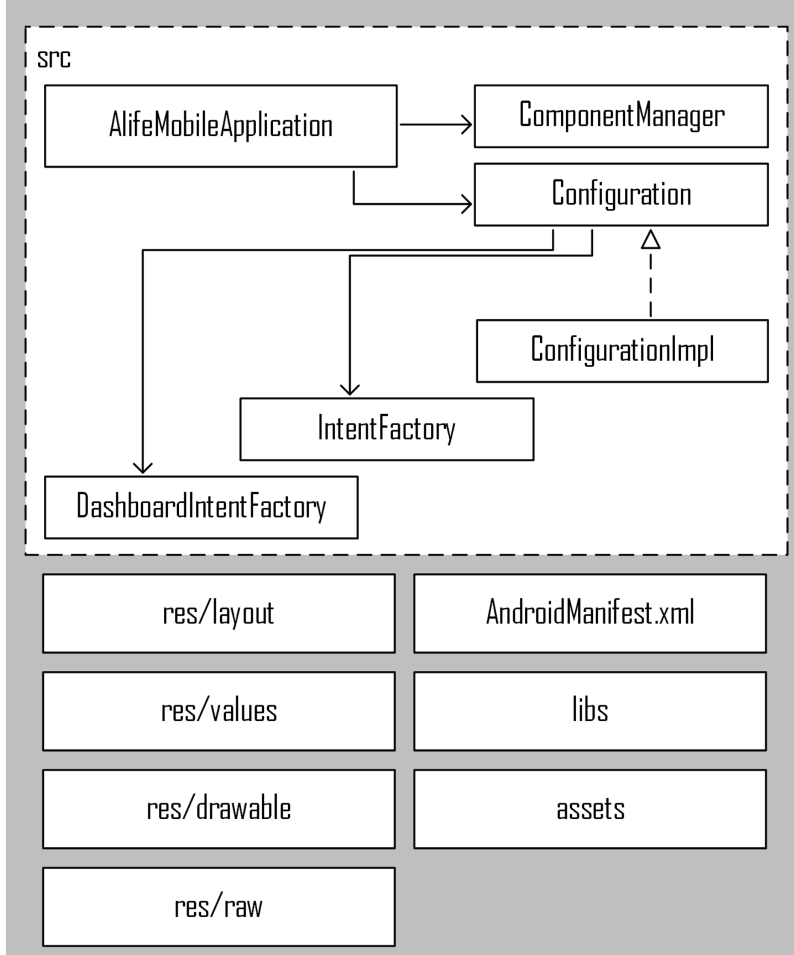 src
AlifeMobileApplication
ComponentManager
Configuration
ConfigurationImpl
IntentFactory
DashboardIntentFactory
res/layout
AndroidManifest.xml
res/values
libs
res/drawable
assets
res/raw